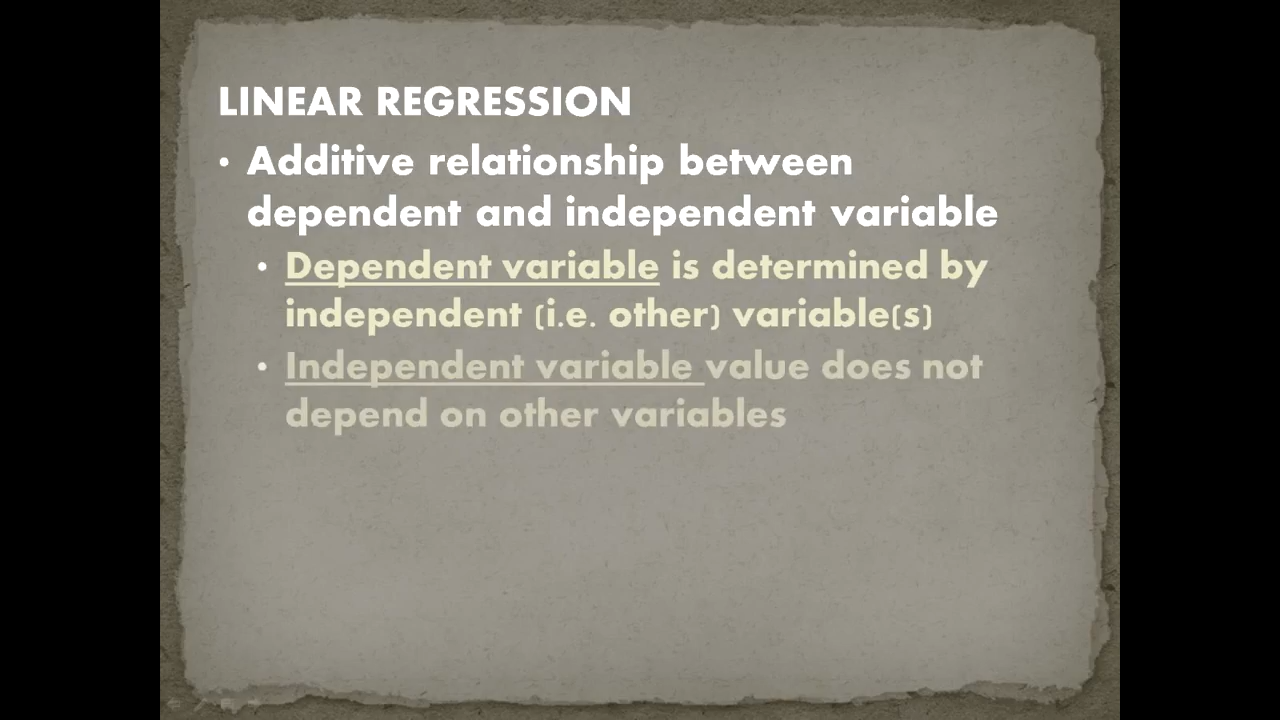 LINEAR REGRESSION
• Additive relationship between
dependent and independent variable
• Dependent variable is determined by
independent (i.e. other) variable(s)
• Independent variable value does not
depend on other variables